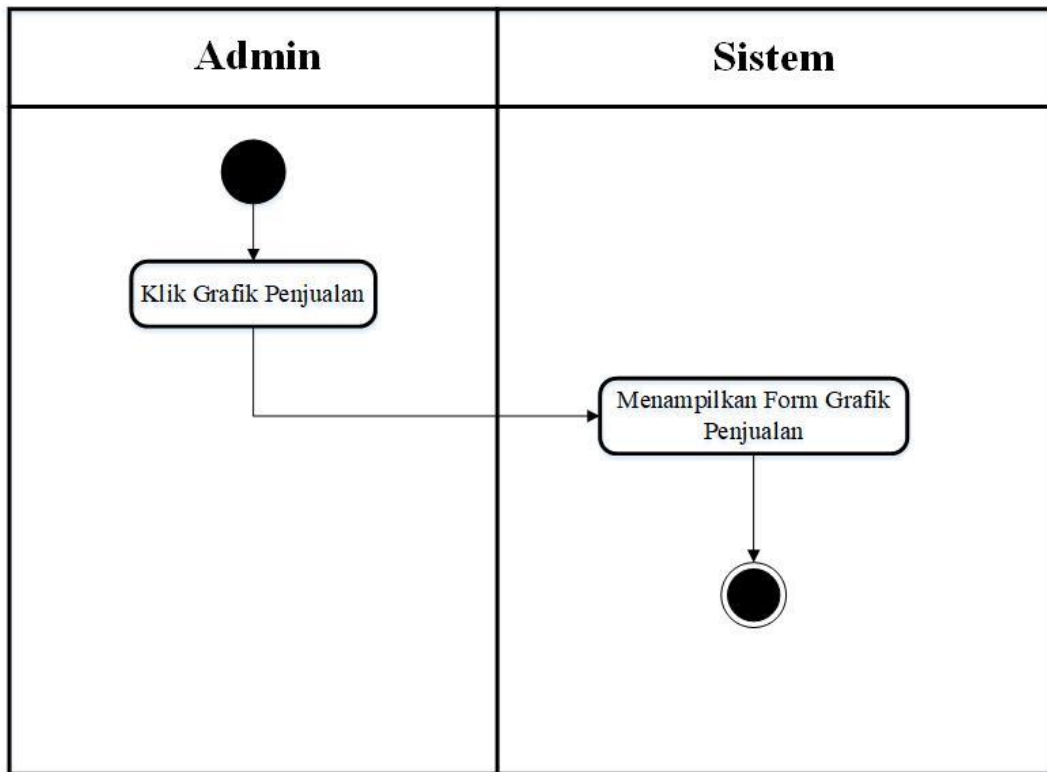 Admin
Sistem
Klik Grafik Penjualan
Menampilkan Form Grafik
Penjualan